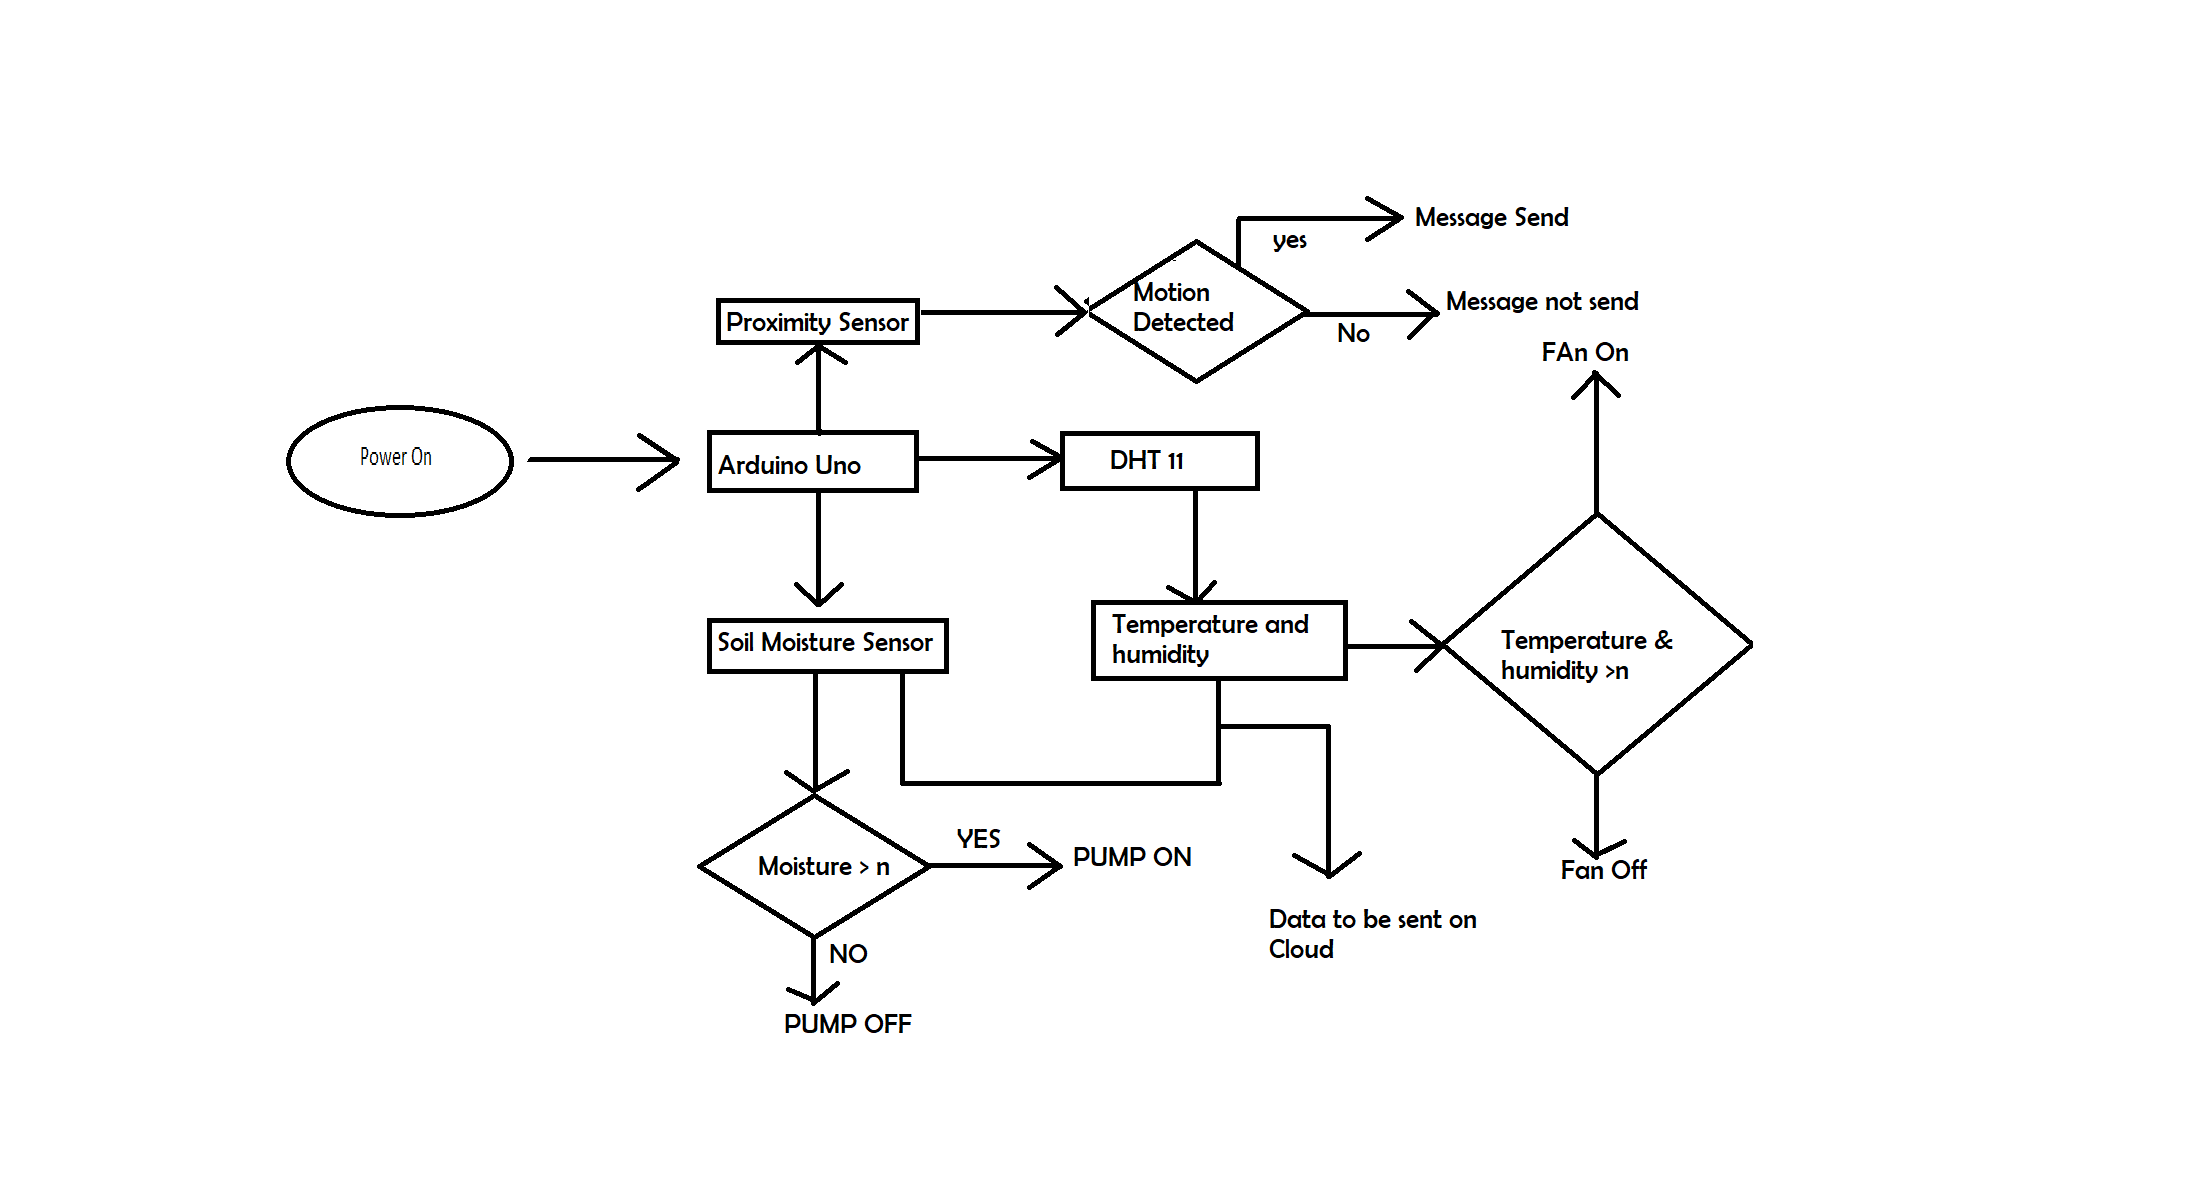 Message Send
yes
Motion
Detected
Message not send
Proximity Sensor
No
FAn On
Power On
Arduino Uno
DHT 11
Temperature and
humidity
Soil Moisture Sensor
Temperature &
humidity >n
YES
PUMP ON
Moisture > n
Fan Off
Data to be sent on
Cloud
NO
PUMP OFF